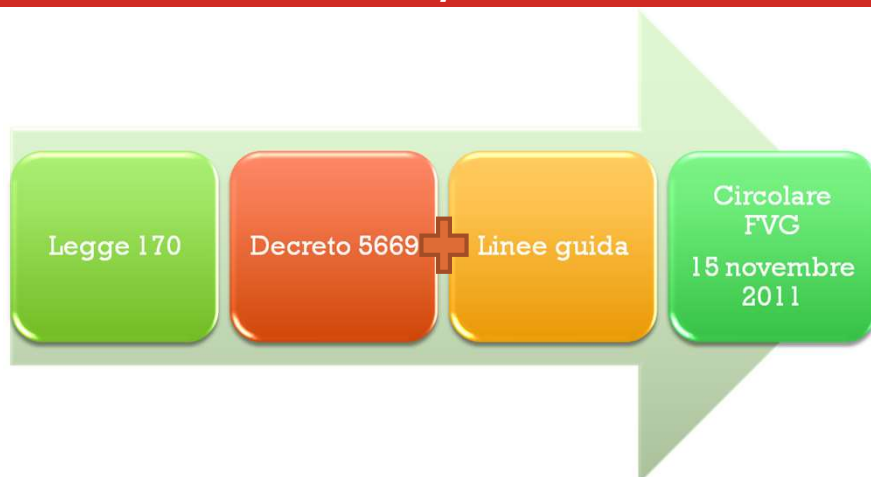 Legge 170
Decreto 5669
Linee guida
Circolare
FVG
15 novembre
2011